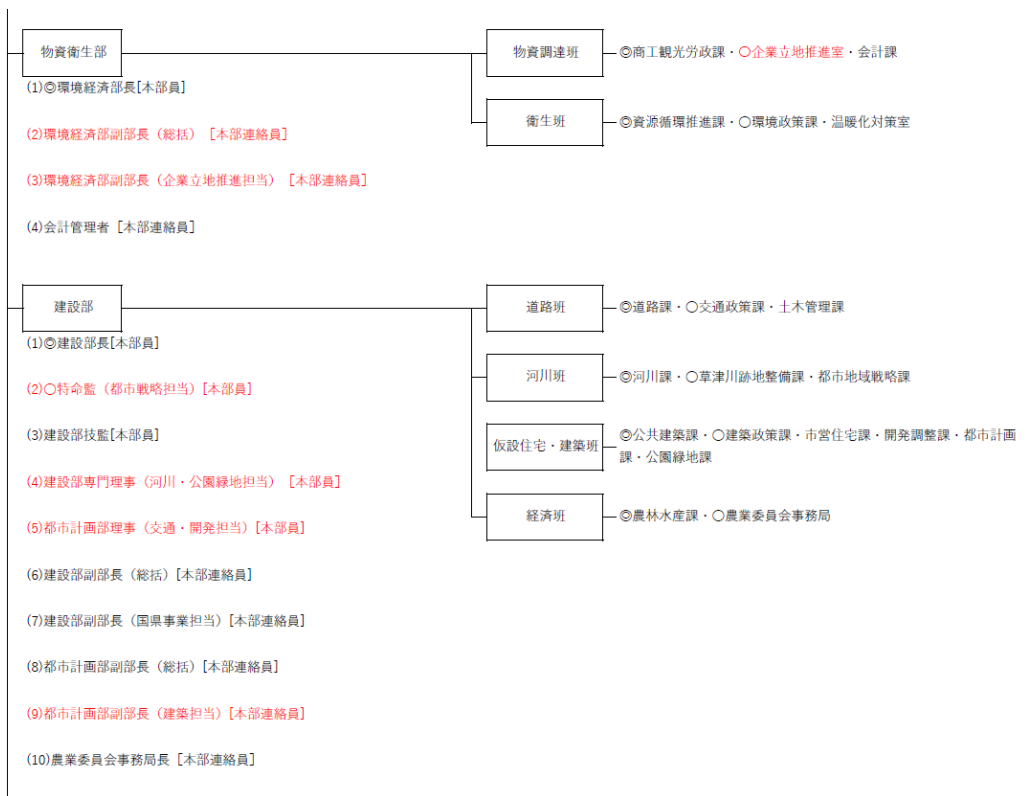 物資衛生部
物資調達班
◎商工観光労政課・〇企業立地推進室・会計課
(1)◎環境経済部長[本部員]
衛生班
◎資源循環推進課・〇環境政策課・温暖化対策室
(2)環境経済部副部長（総括）［本部連絡員］
(3)環境経済部副部長（企業立地推進担当）［本部連絡員］
(4)会計管理者［本部連絡員］
建設部
道路班
◎道路課・〇交通政策課・土木管理課
(1)◎建設部長[本部員]
(2)〇特命監（都市戦略担当）[本部員]
河川班
◎河川課・〇草津川跡地整備課・都市地域戦略課
(3)建設部技監[本部員]
仮設住宅・建築班
◎公共建築課・〇建築政策課・市営住宅課・開発調整課・都市計画
課・公園緑地課
(4)建設部専門理事（河川・公園緑地担当）［本部員］
(5)都市計画部理事（交通・開発担当）[本部員]
経済班
◎農林水産課・〇農業委員会事務局
(6)建設部副部長（総括）[本部連絡員]
(7)建設部副部長（国県事業担当）[本部連絡員]
(8)都市計画部副部長（総括）[本部連絡員]
(9)都市計画部副部長（建築担当）[本部連絡員]
(10)農業委員会事務局長［本部連絡員］